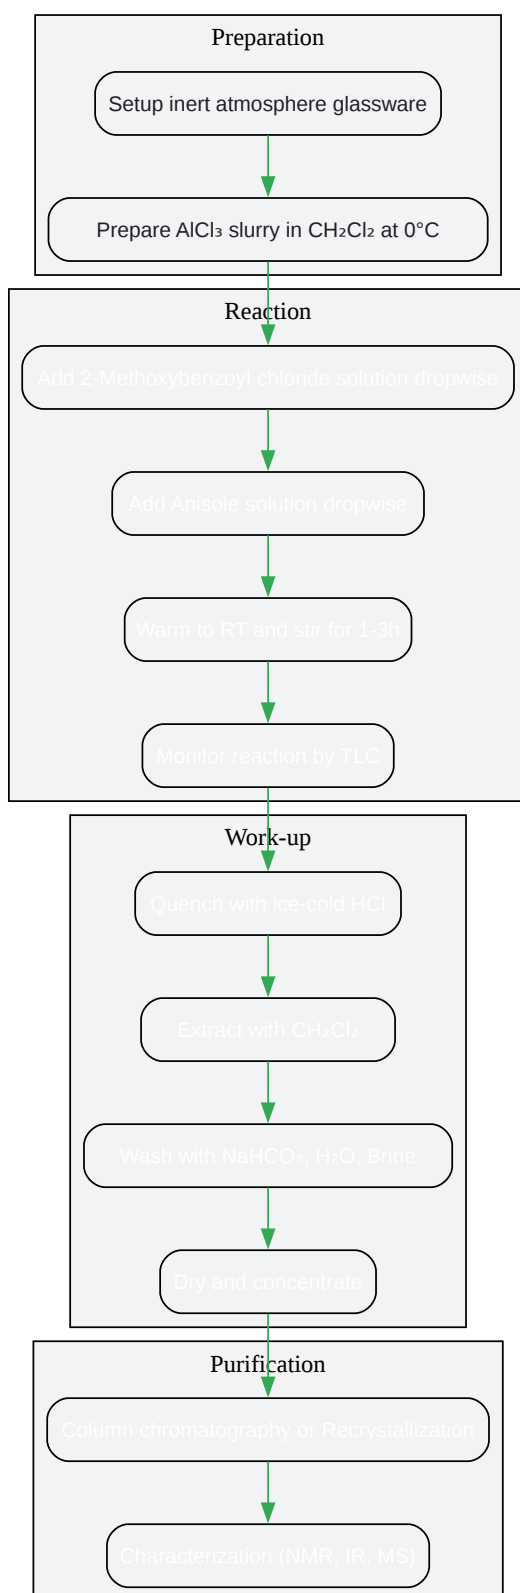 Preparation
Setup inert atmosphere glassware
Prepare AlCl₃ slurry in CH₂Cl₂ at 0°C
Reaction
Add 2-Methoxybenzoyl chloride solution dropwise
Add Anisole solution dropwise
Warm to RT and stir for 1-3h
Monitor reaction by TLC
Work-up
Quench with ice-cold HCl
Extract with CH₂Cl₂
Wash with NaHCO₃, H₂O, Brine
Dry and concentrate
Purification
Column chromatography or Recrystallization
Characterization (NMR, IR, MS)